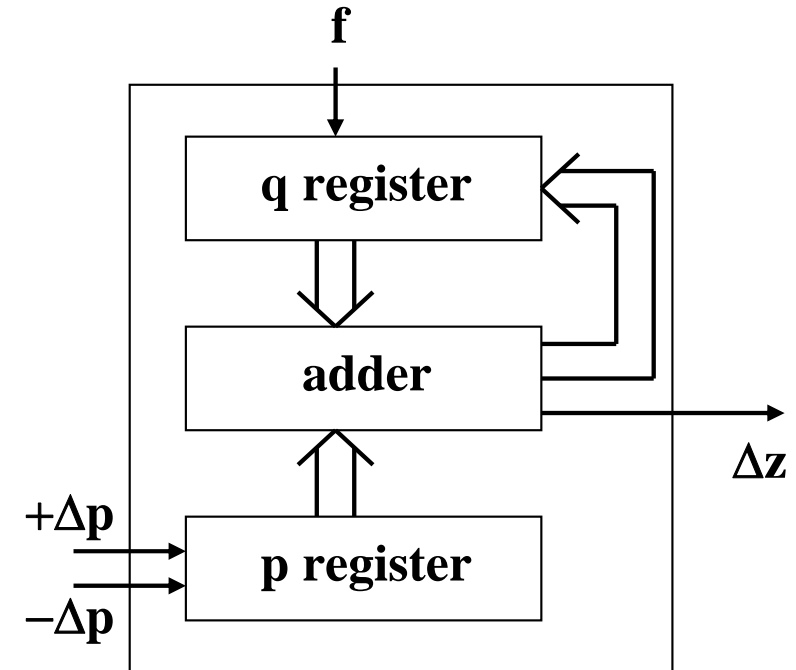 f
q register
adder
Δz
+Δp
p register
−Δp